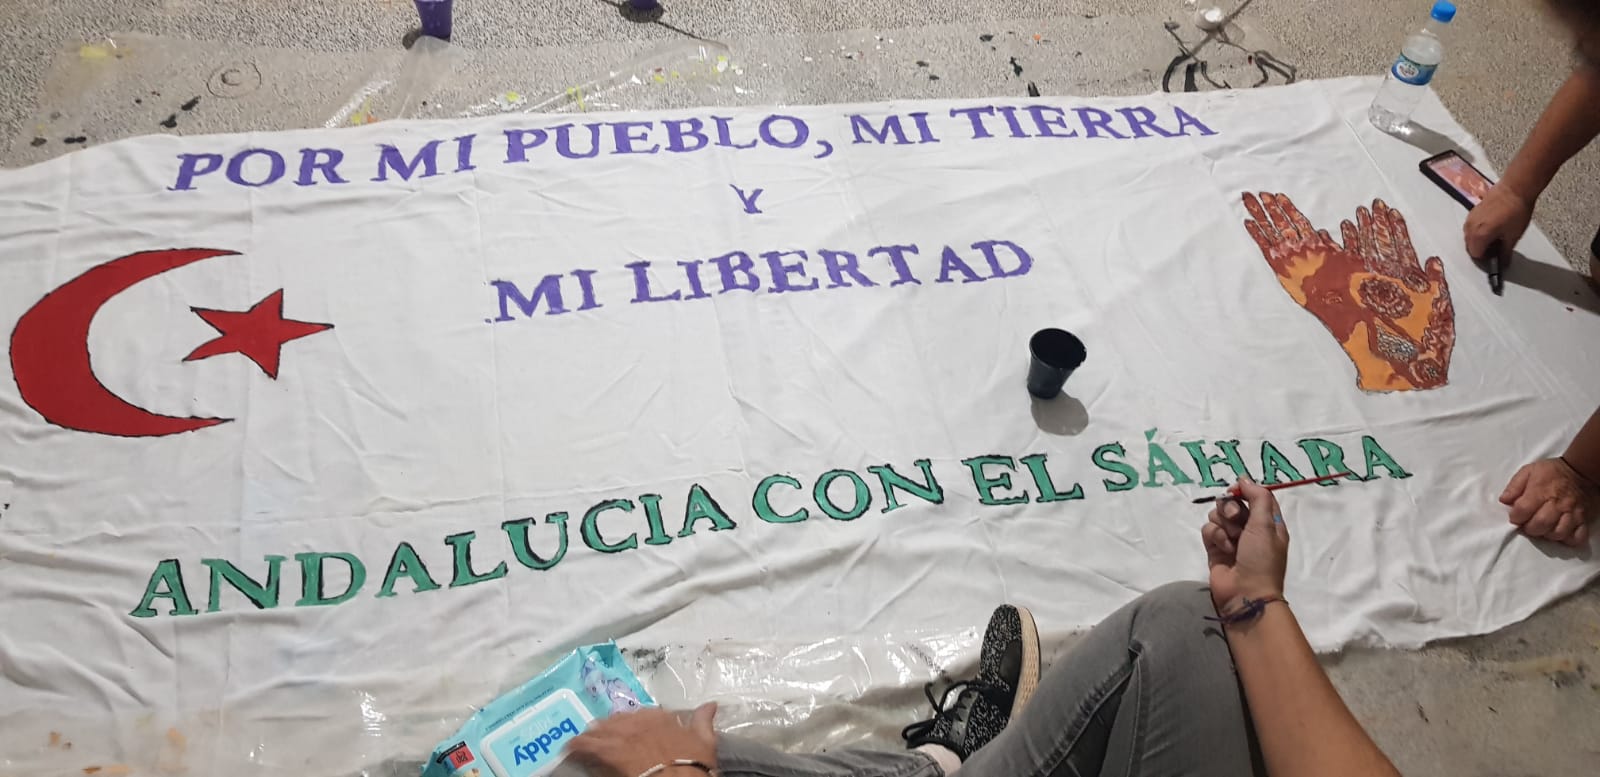 POR MI PUEBLO, MI TIERRA
Y
MI LIBERTAD
ANDALUCIA CON EL SÁHARA
beddy